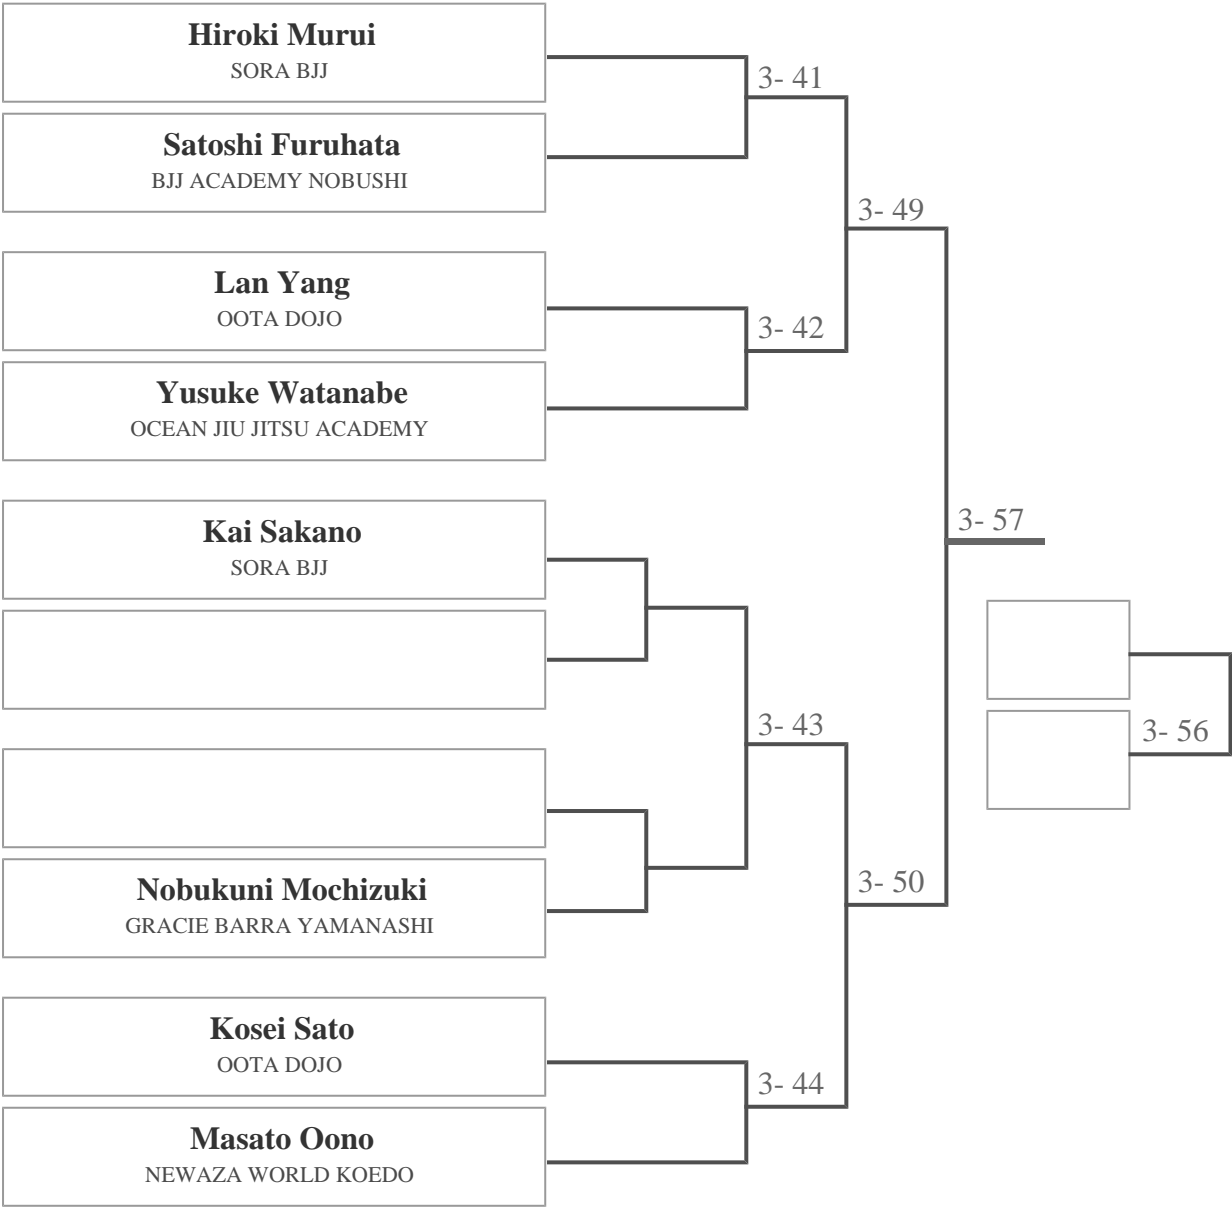 Hiroki Murui
SORA BJJ
3- 41
Satoshi Furuhata
BJJ ACADEMY NOBUSHI
3- 49
Lan Yang
OOTA DOJO
3- 42
Yusuke Watanabe
OCEAN JIU JITSU ACADEMY
Kai Sakano
SORA BJJ
3- 57
3- 43
3- 56
Nobukuni Mochizuki
GRACIE BARRA YAMANASHI
3- 50
Kosei Sato
OOTA DOJO
3- 44
Masato Oono
NEWAZA WORLD KOEDO